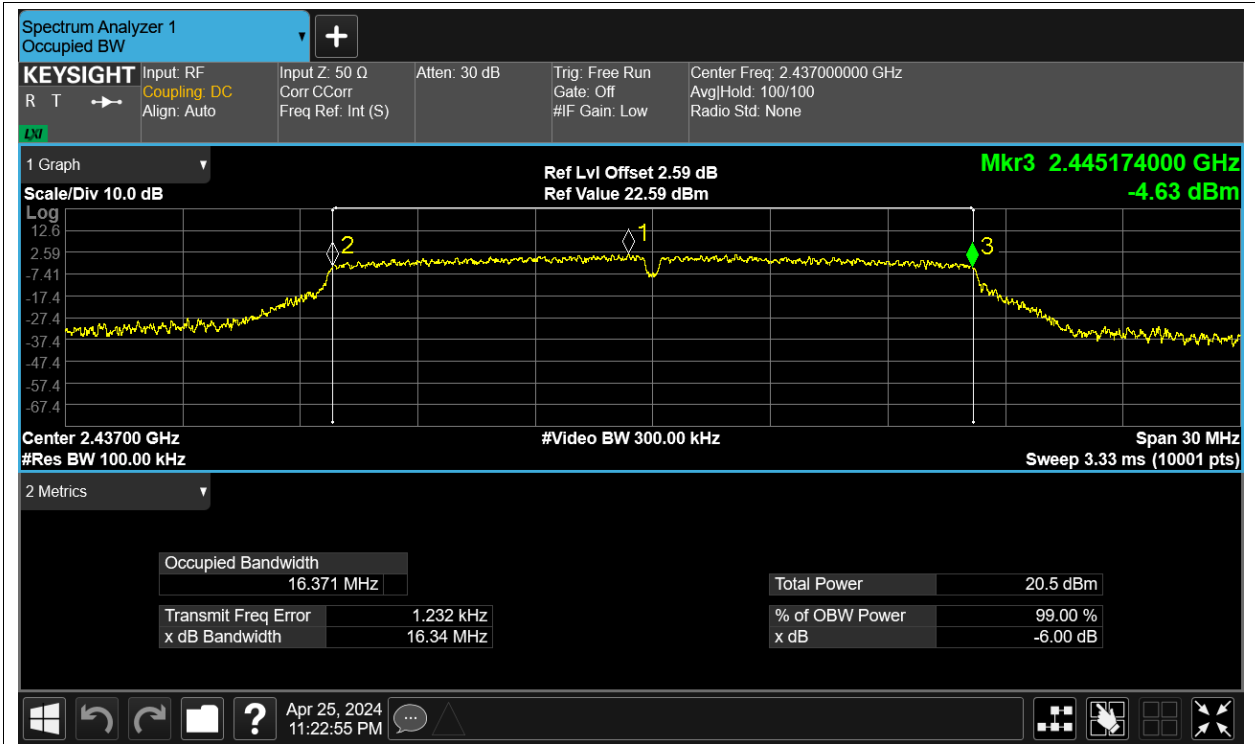 Spectrum Analyzer 1
Occupied BW
KEYSIGHT
R T
LXI
Input: RF
Coupling: DC
Align: Auto
Input Z: 50 Ω
Corr CCorr
Freq Ref: Int (S)
Atten: 30 dB
Trig: Free Run
Gate: Off
#IF Gain: Low
Center Freq: 2.437000000 GHz
Avg|Hold: 100/100
Radio Std: None
1 Graph
Scale/Div 10.0 dB
Ref Lvl Offset 2.59 dB
Ref Value 22.59 dBm
Mkr3 2.445174000 GHz
-4.63 dBm
Log
12.6
2.59
-7.41
-17.4
-27.4
-37.4
-47.4
-57.4
-67.4
2
1
3
Center 2.43700 GHz
#Res BW 100.00 kHz
#Video BW 300.00 kHz
Span 30 MHz
Sweep 3.33 ms (10001 pts)
2 Metrics
Occupied Bandwidth
16.371 MHz
Transmit Freq Error 1.232 kHz
x dB Bandwidth 16.34 MHz
Total Power 20.5 dBm
% of OBW Power 99.00 %
x dB -6.00 dB
?
Apr 25, 2024
11:22:55 PM